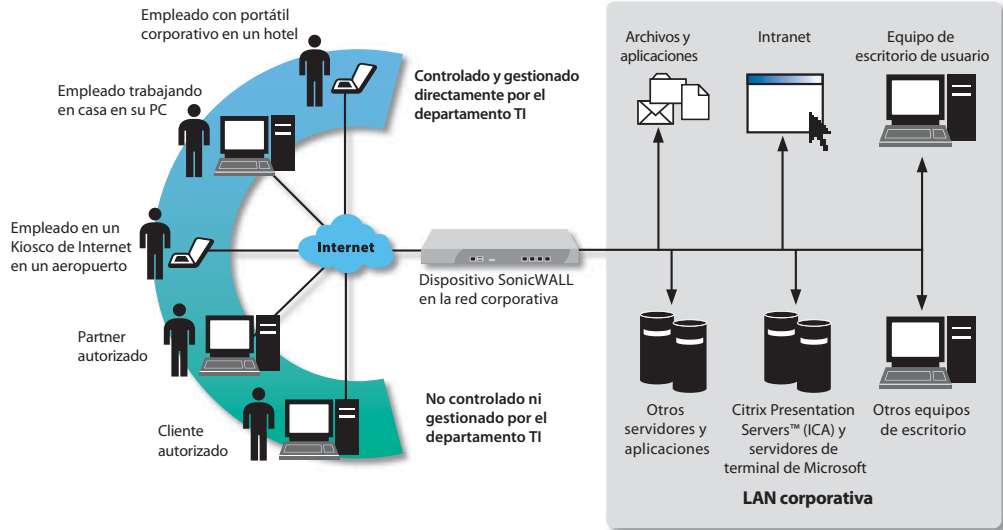 Empleado con portátil
corporativo en un hotel
Empleado trabajando
en casa en su PC
Controlado y gestionado
directamente por el
departamento TI
Empleado en un
Kiosco de Internet
en un aeropuerto
Internet
Dispositivo SonicWALL
en la red corporativa
Partner
autorizado
Cliente
autorizado
No controlado ni
gestionado por el
departamento TI
Archivos y
aplicaciones
Intranet
Equipo de
escritorio de usuario
Otros
servidores y
aplicaciones
Citrix Presentation
Servers™ (ICA) y
servidores de
terminal de Microsoft
Otros equipos
de escritorio
LAN corporativa